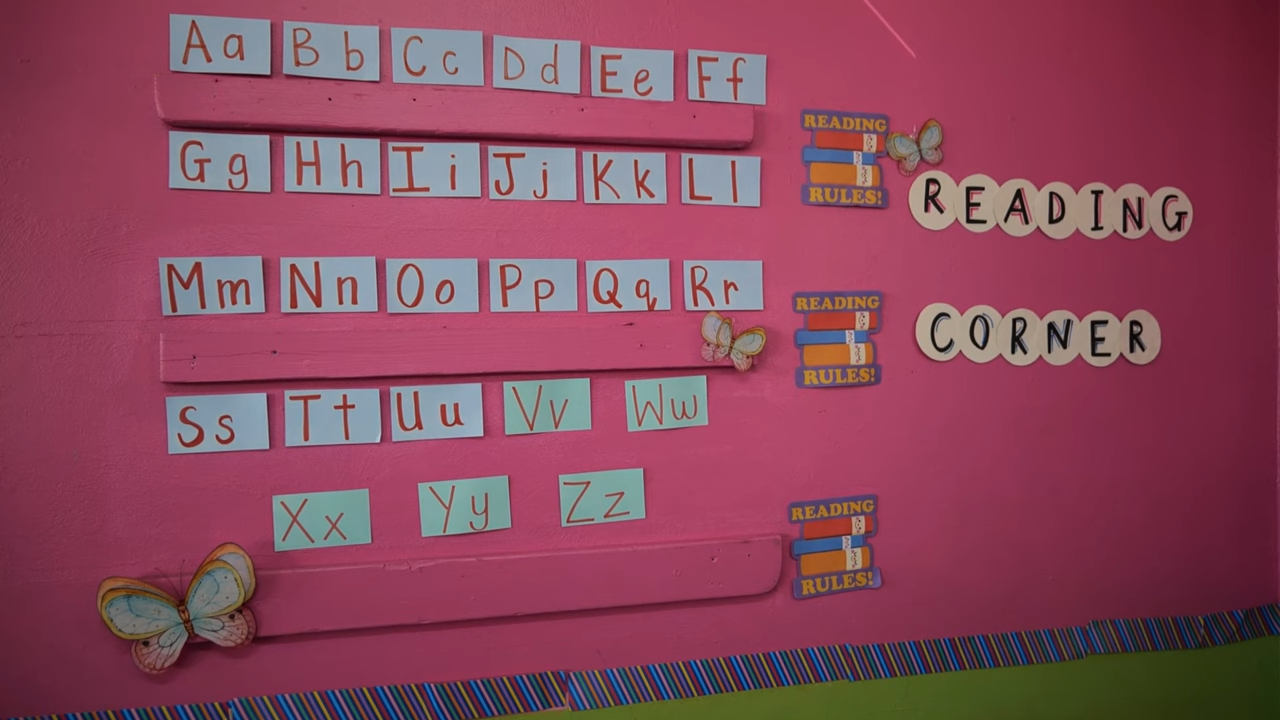 Aa Bb Cc Dd Ee Ff
Gg Hh Ii Jj Kk Ll
Mm Nn Oo Pp Qq Rr
Ss Tt Uu Vv Ww
Xx Yy Zz
READING
RULES!
READING
RULES!
READING
RULES!
READING
CORNER